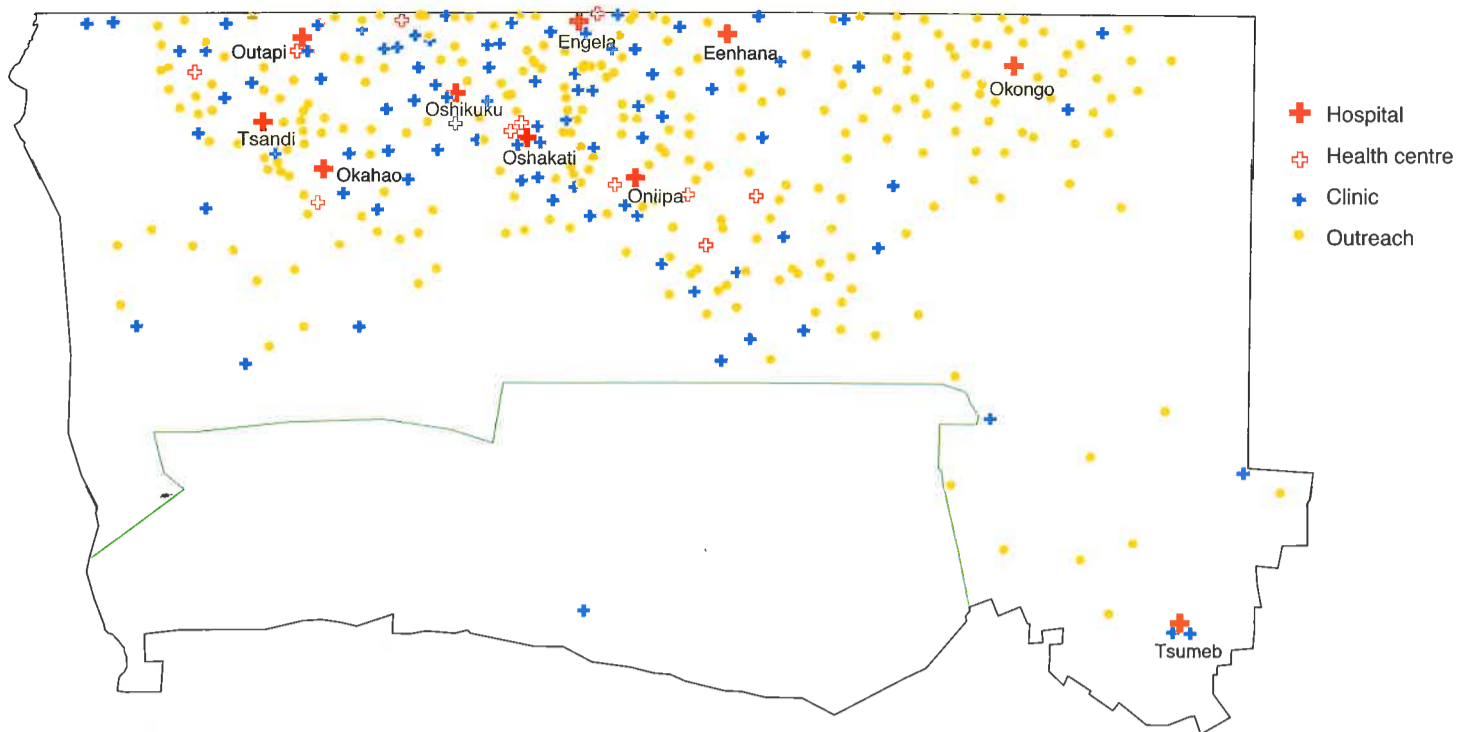 Outapi
Engela
Eenhana
Okongo
Oshikuku
Tsandi
Oshakati
Okahao
Oniipa
Tsumeb
Hospital
Health centre
Clinic
Outreach